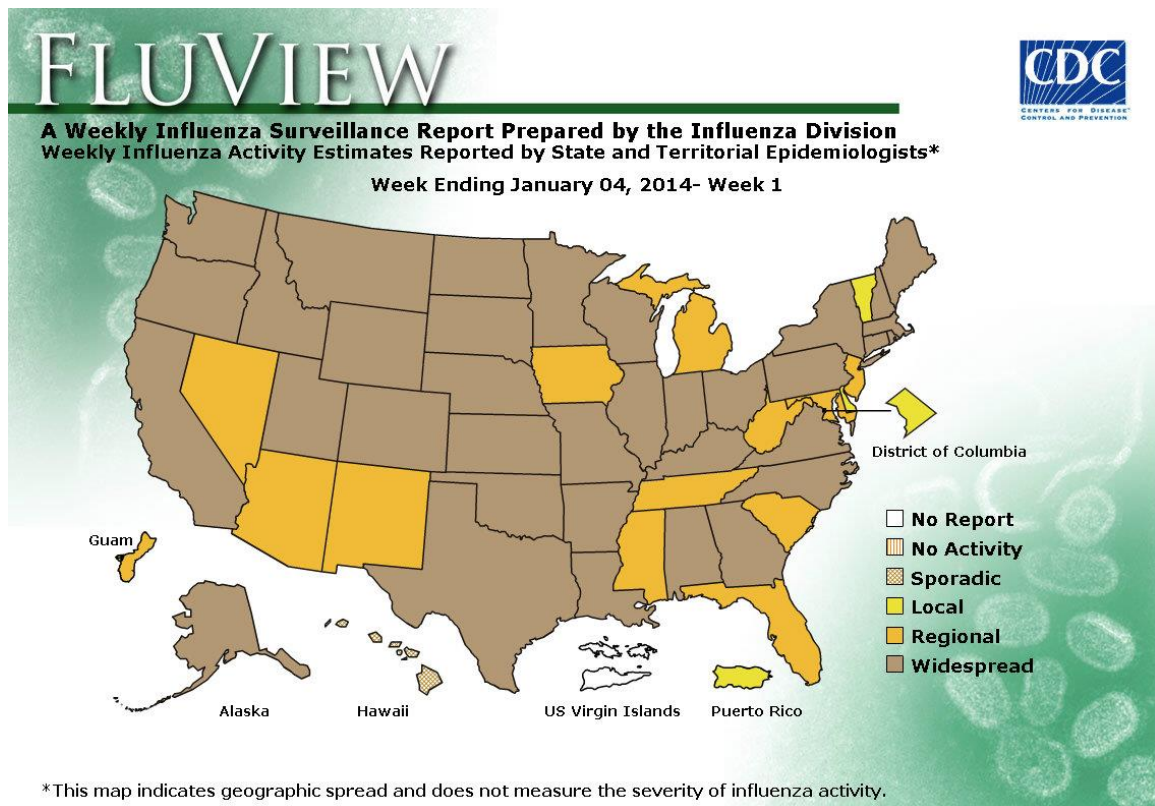 FLUVIEW
CDC
CENTERS FOR DISEASE
CONTROL AND PREVENTION
A Weekly Influenza Surveillance Report Prepared by the Influenza Division
Weekly Influenza Activity Estimates Reported by State and Territorial Epidemiologists*
Week Ending January 04, 2014- Week 1
District of Columbia
No Report
No Activity
Sporadic
Local
Regional
Widespread
Guam
Alaska
Hawaii
US Virgin Islands
Puerto Rico
*This map indicates geographic spread and does not measure the severity of influenza activity.